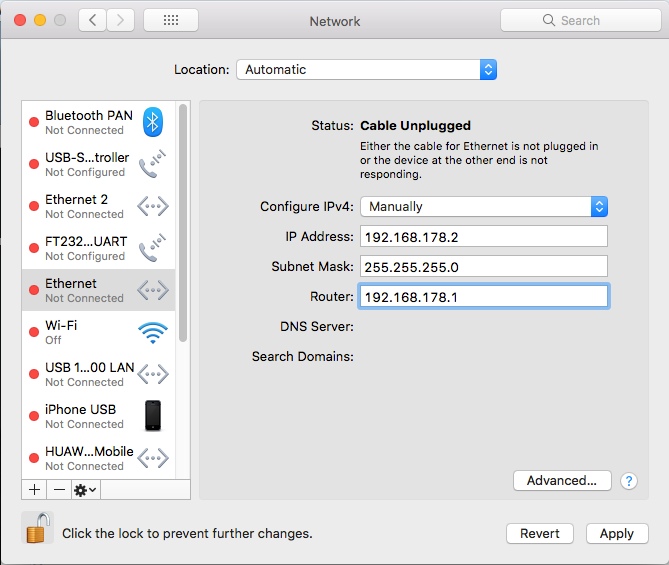 Network
Search
Location: Automatic
Bluetooth PAN
Not Connected
USB-S...troller
Not Configured
Ethernet 2
Not Connected
FT232...UART
Not Configured
Ethernet
Not Connected
Wi-Fi
Off
USB 1...00 LAN
Not Connected
iPhone USB
Not Connected
HUAW...Mobile
Not Connected
Status: Cable Unplugged
Either the cable for Ethernet is not plugged in
or the device at the other end is not
responding.
Configure IPv4: Manually
IP Address: 192.168.178.2
Subnet Mask: 255.255.255.0
Router: 192.168.178.1
DNS Server:
Search Domains:
Advanced... ?
Click the lock to prevent further changes.
Revert Apply